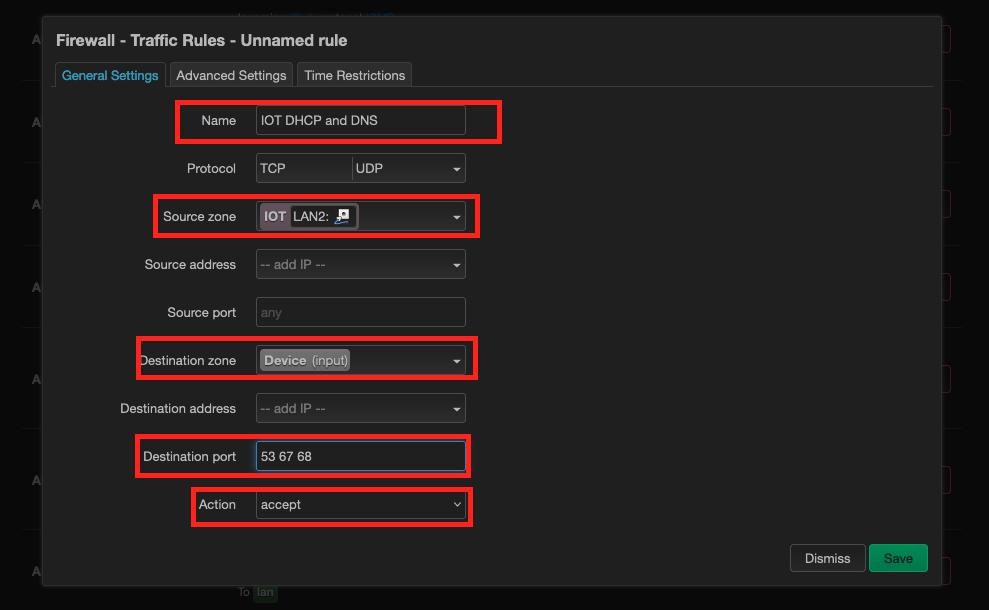 Firewall - Traffic Rules - Unnamed rule
General Settings Advanced Settings Time Restrictions
Name IOT DHCP and DNS
Protocol TCP UDP
Source zone IOT LAN2:
Source address -- add IP --
Source port any
Destination zone Device (input)
Destination address -- add IP --
Destination port 53 67 68
Action accept
Dismiss Save
To lan